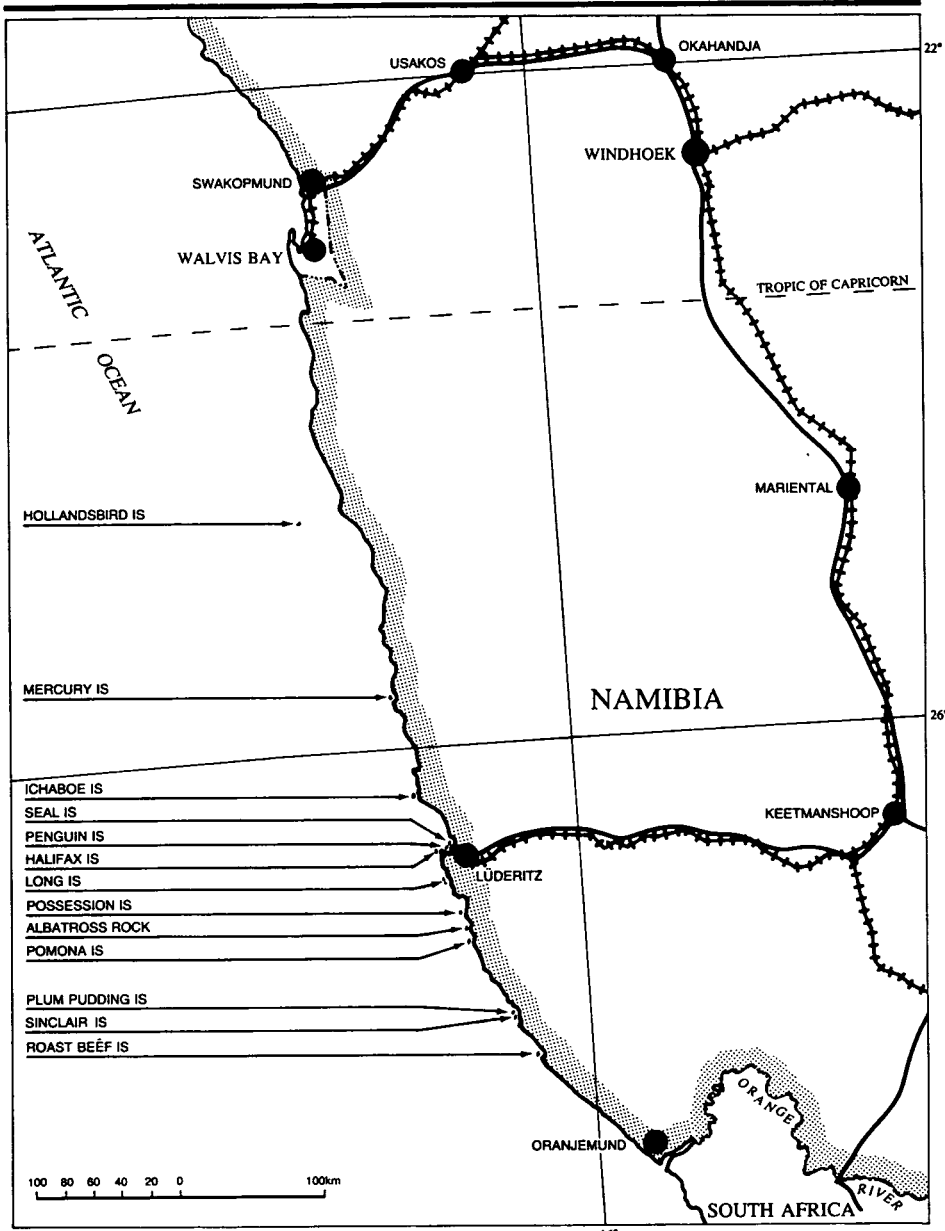 USAKOS
OKAHANDJA
22°
WINDHOEK
SWAKOPMUND
WALVIS BAY
ATLANTIC
OCEAN
TROPIC OF CAPRICORN
MARIENTAL
HOLLANDSBIRD IS
MERCURY IS
NAMIBIA
26°
ICHABOE IS
SEAL IS
PENGUIN IS
HALIFAX IS
LONG IS
POSSESSION IS
ALBATROSS ROCK
POMONA IS
KEETMANSHOOP
LÜDERITZ
PLUM PUDDING IS
SINCLAIR IS
ROAST BEEF IS
ORANGE
RIVER
ORANJEMUND
100 80 60 40 20 0 100km
SOUTH AFRICA